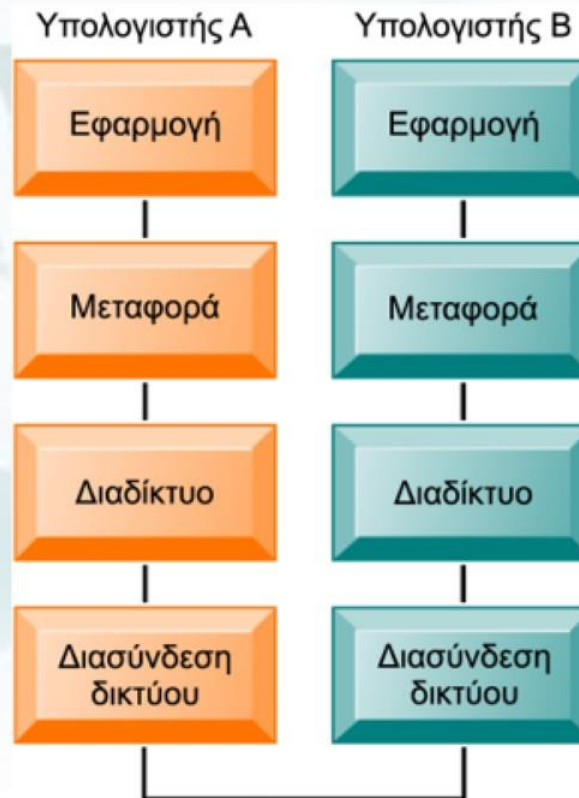 Υπολογιστής Α
Υπολογιστής Β
Εφαρμογή
Εφαρμογή
Μεταφορά
Μεταφορά
Διαδίκτυο
Διαδίκτυο
Διασύνδεση
δικτύου
Διασύνδεση
δικτύου